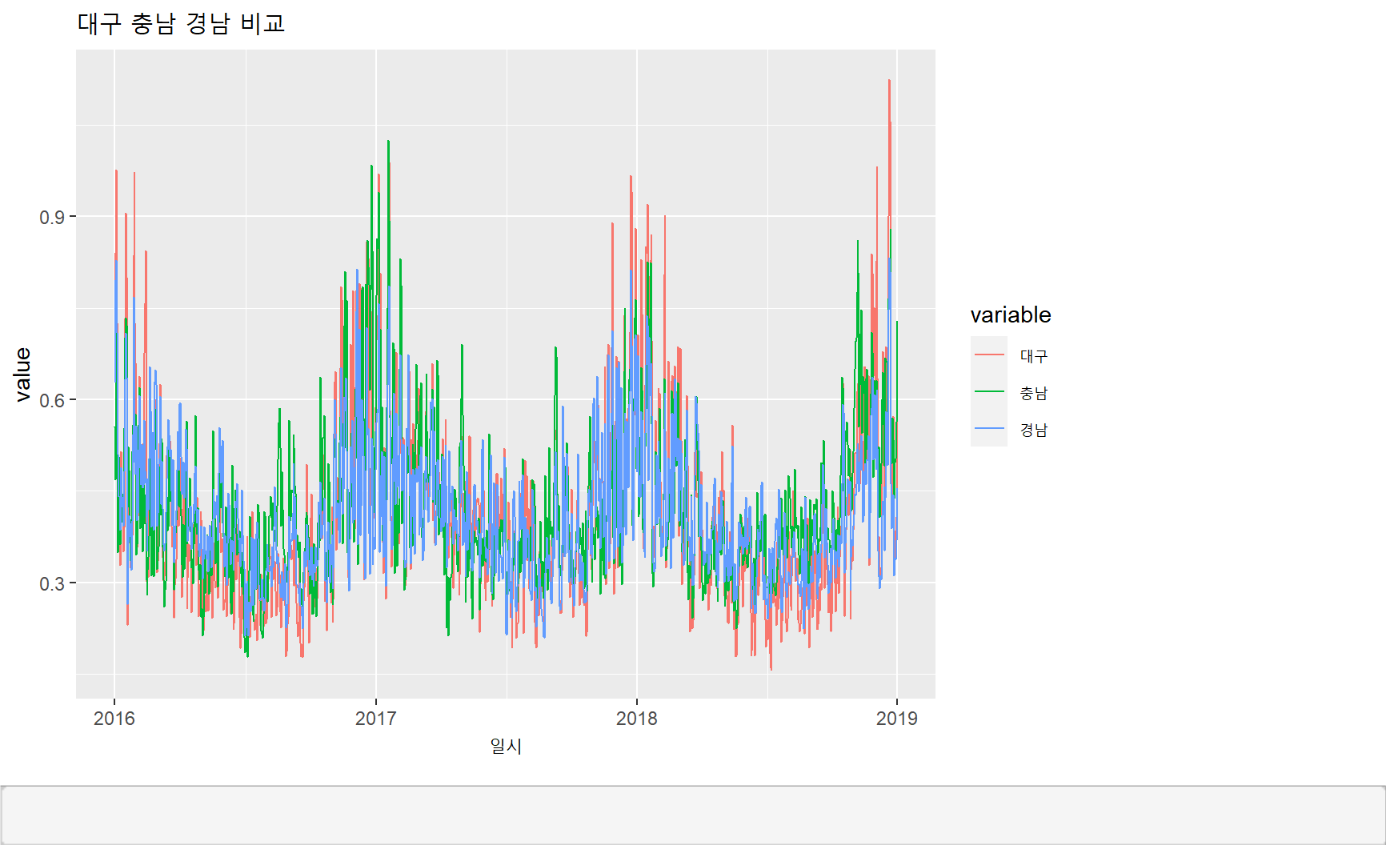 대구 충남 경남 비교
value
0.9
0.6
0.3
2016 2017 2018 2019
일시
variable
대구
충남
경남